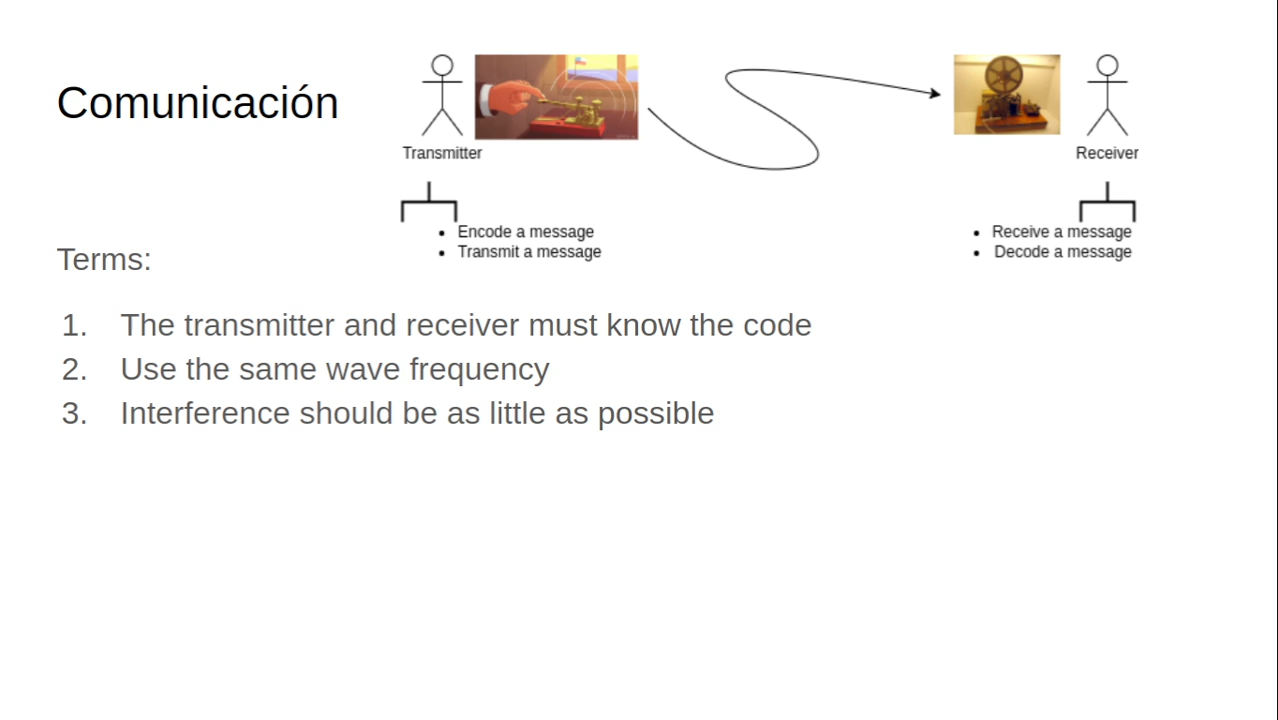 Comunicación
Transmitter
Receiver
• Encode a message
• Transmit a message
• Receive a message
• Decode a message
Terms:
1. The transmitter and receiver must know the code
2. Use the same wave frequency
3. Interference should be as little as possible